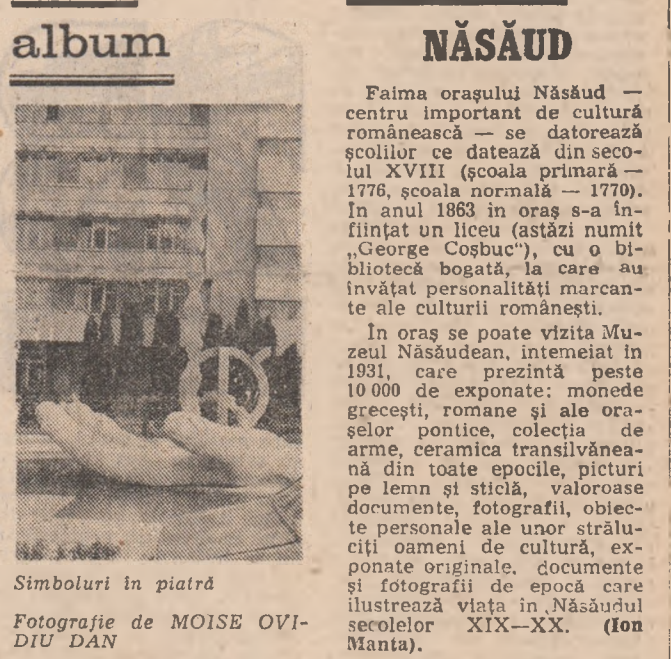 album
Simboluri în piatră
Fotografie de MOISE OVI-
DIU DAN
NĂSĂUD
Faima orașului Năsăud —
centru important de cultură
românească — se datorează
școlilor ce datează din seco-
lul XVIII (școala primară —
1776, școala normală — 1770).
În anul 1863 in oraș s-a în-
ființat un liceu (astăzi numit
„George Coșbuc“), cu o bi-
bliotecă bogată, la care au
învățat personalități marcan-
te ale culturii românești.
În oraș se poate vizita Mu-
zeul Năsăudean, intemeiat în
1931, care prezintă peste
10 000 de exponate: monede
grecești, romane și ale ora-
șelor pontice, colecția de
arme, ceramica transilvănea-
nă din toate epocile, picturi
pe lemn și sticlă, valoroase
documente, fotografii, obiec-
te personale ale unor strălu-
ciți oameni de cultură, ex-
ponate originale, documente
și fotografii de epocă care
ilustrează viața în Năsăudul
secolelor XIX—XX. (Ion
Manta).